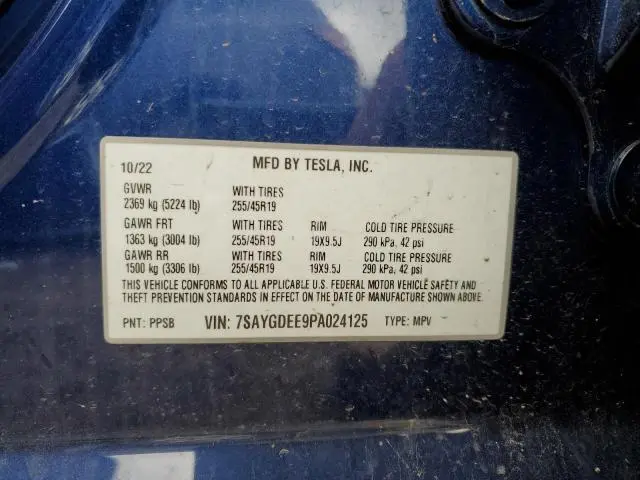 10/22 MFD BY TESLA, INC.
GVWR WITH TIRES
2369 kg (5224 lb) 255/45R19
GAWR FRT WITH TIRES RIM COLD TIRE PRESSURE
1363 kg (3004 lb) 255/45R19 19X9.5J 290 kPa, 42 psi
GAWR RR WITH TIRES RIM COLD TIRE PRESSURE
1500 kg (3306 lb) 255/45R19 19X9.5J 290 kPa, 42 psi
THIS VEHICLE CONFORMS TO ALL APPLICABLE U.S. FEDERAL MOTOR VEHICLE SAFETY AND
THEFT PREVENTION STANDARDS IN EFFECT ON THE DATE OF MANUFACTURE SHOWN ABOVE.
PNT: PPSB VIN: 7SAYGDEE9PA024125 TYPE: MPV